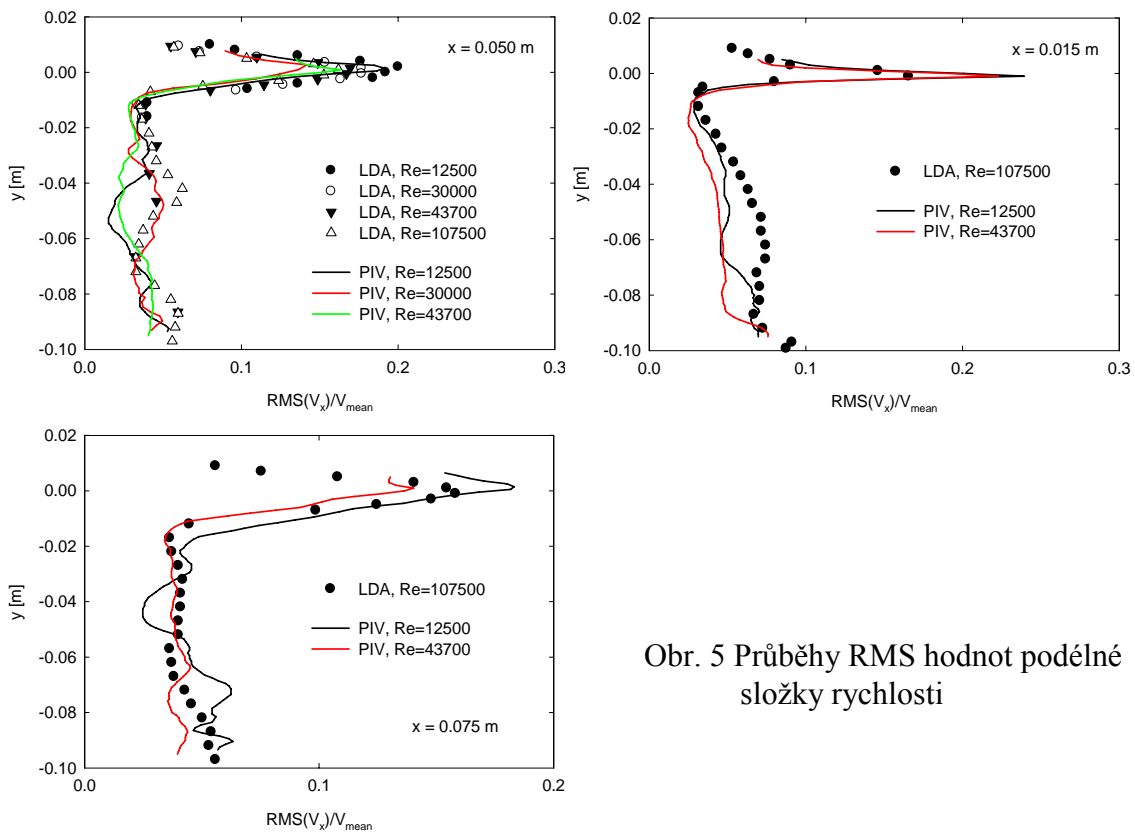 0.02
0.00
-0.02
-0.04
-0.06
-0.08
-0.10
y [m]
x = 0.050 m
LDA, Re=12500
LDA, Re=30000
LDA, Re=43700
LDA, Re=107500
PIV, Re=12500
PIV, Re=30000
PIV, Re=43700
0.0 0.1 0.2 0.3
RMS(Vx)/Vmean
0.02
0.00
-0.02
-0.04
-0.06
-0.08
-0.10
y [m]
x = 0.015 m
LDA, Re=107500
PIV, Re=12500
PIV, Re=43700
0.0 0.1 0.2 0.3
RMS(Vx)/Vmean
0.02
0.00
-0.02
-0.04
-0.06
-0.08
-0.10
y [m]
LDA, Re=107500
PIV, Re=12500
PIV, Re=43700
x = 0.075 m
0.0 0.1 0.2
RMS(Vx)/Vmean
Obr. 5 Průběhy RMS hodnot podélné
složky rychlosti